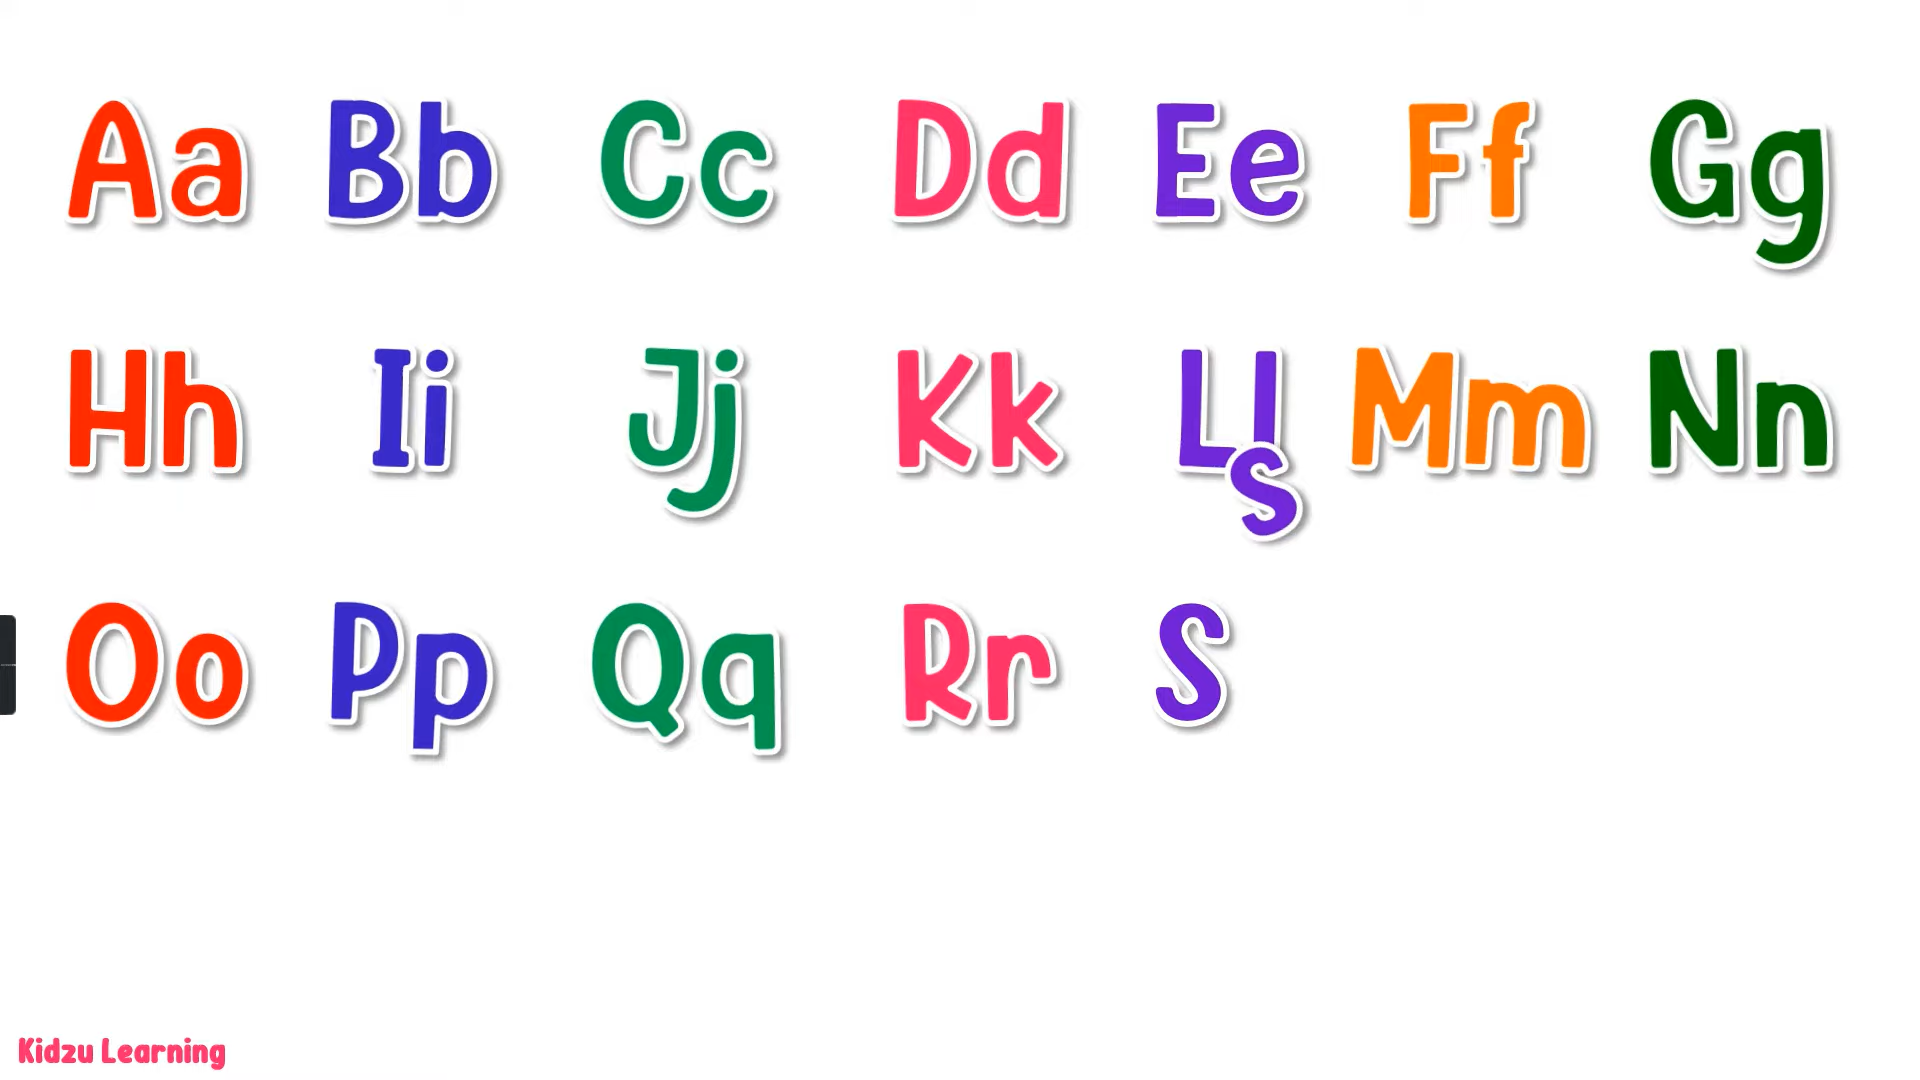 Aa Bb Cc Dd Ee Ff Gg
Hh Ii Jj Kk Ll Mm Nn
s
Oo Pp Qq Rr S
Kidzu Learning